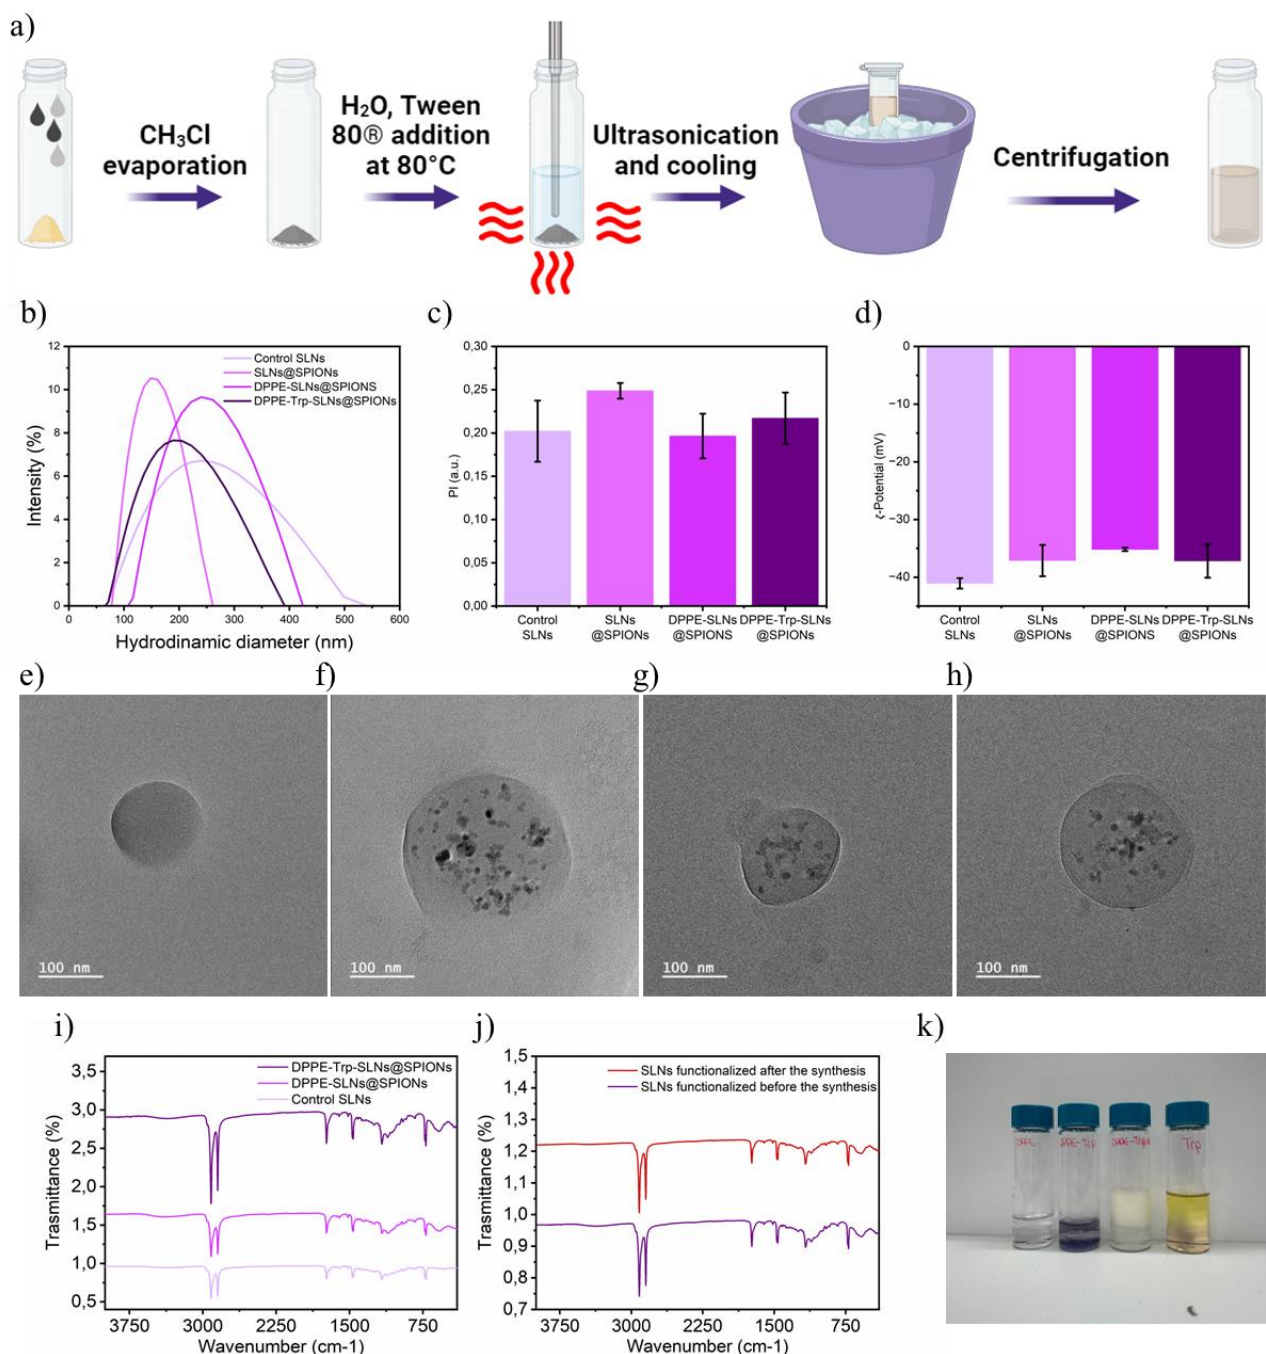 a)
CH₃Cl
evaporation
H₂O, Tween
80® addition
at 80°C
Ultrasonication
and cooling
Centrifugation
b)
12
10
8
6
4
2
0
Intensity (%)
Control SLNs
SLNs@SPIONs
DPPE-SLNs@SPIONS
DPPE-Trp-SLNs@SPIONs
0 100 200 300 400 500 600
Hydrodinamic diameter (nm)
c)
0,30
0,25
0,20
0,15
0,10
0,05
0,00
PI (a.u.)
Control SLNs
SLNs @SPIONs
DPPE-SLNs @SPIONS
DPPE-Trp-SLNs @SPIONs
d)
0
−10
−20
−30
−40
ζ-Potential (mV)
Control SLNs
SLNs @SPIONs
DPPE-SLNs @SPIONS
DPPE-Trp-SLNs @SPIONs
e)
100 nm
f)
100 nm
g)
100 nm
h)
100 nm
i)
3,5
3,0
2,5
2,0
1,5
1,0
0,5
Trasmittance (%)
DPPE-Trp-SLNs@SPIONs
DPPE-SLNs@SPIONs
Control SLNs
3750 3000 2250 1500 750
Wavenumber (cm-1)
j)
1,5
1,4
1,3
1,2
1,1
1,0
0,9
0,8
0,7
Trasmittance (%)
SLNs functionalized after the synthesis
SLNs functionalized before the synthesis
3750 3000 2250 1500 750
Wavenumber (cm-1)
k)
DPPE
DPPE-Trp
Trp